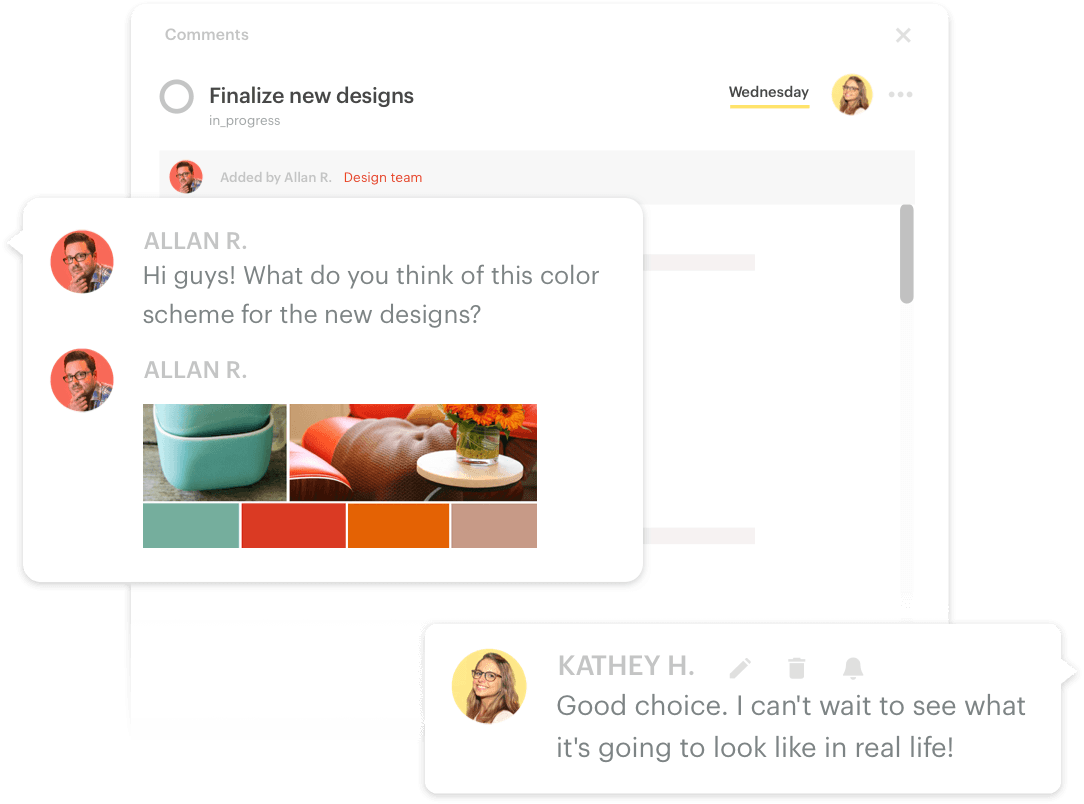 Comments
Finalize new designs
Wednesday
in_progress
Added by Allan R. Design team
ALLAN R.
Hi guys! What do you think of this color
scheme for the new designs?
ALLAN R.
KATHEY H.
Good choice. I can't wait to see what
it's going to look like in real life!